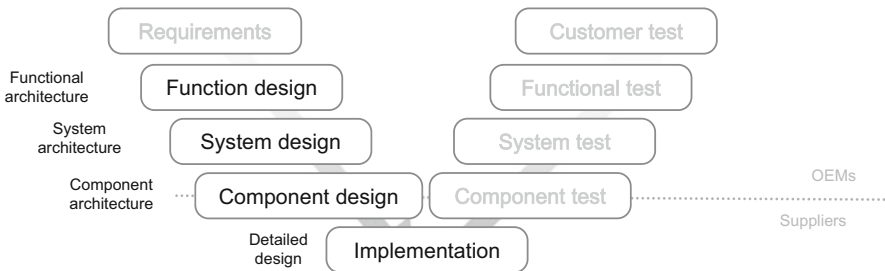 Requirements
Customer test
Functional
architecture
Function design
Functional test
System
architecture
System design
System test
Component
architecture
Component design
Component test
OEMs
Suppliers
Detailed
design
Implementation